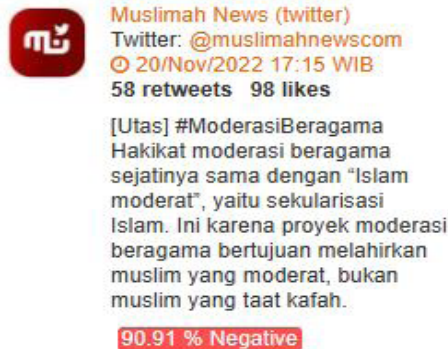 Muslimah News (twitter)
Twitter: @muslimahnewscom
20/Nov/2022 17:15 WIB
58 retweets 98 likes
[Utas] #ModerasiBeragama
Hakikat moderasi beragama
sejatinya sama dengan “Islam
moderat”, yaitu sekularisasi
Islam. Ini karena proyek moderasi
beragama bertujuan melahirkan
muslim yang moderat, bukan
muslim yang taat kafah.
90.91 % Negative